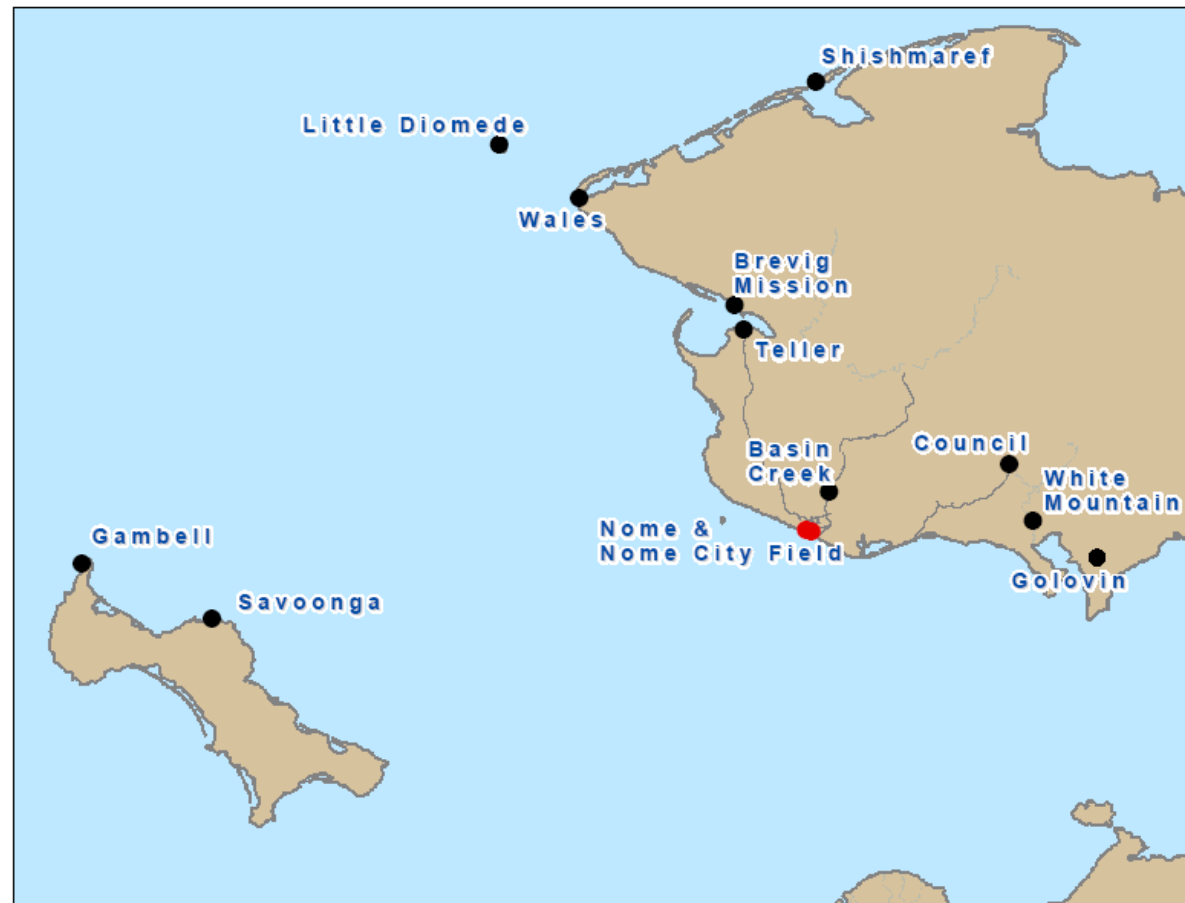 Shishmaref
Little Diomede
Wales
Brevig
Mission
Teller
Basin
Creek
Council
White
Mountain
Nome &
Nome City Field
Golovin
Gambell
Savoonga